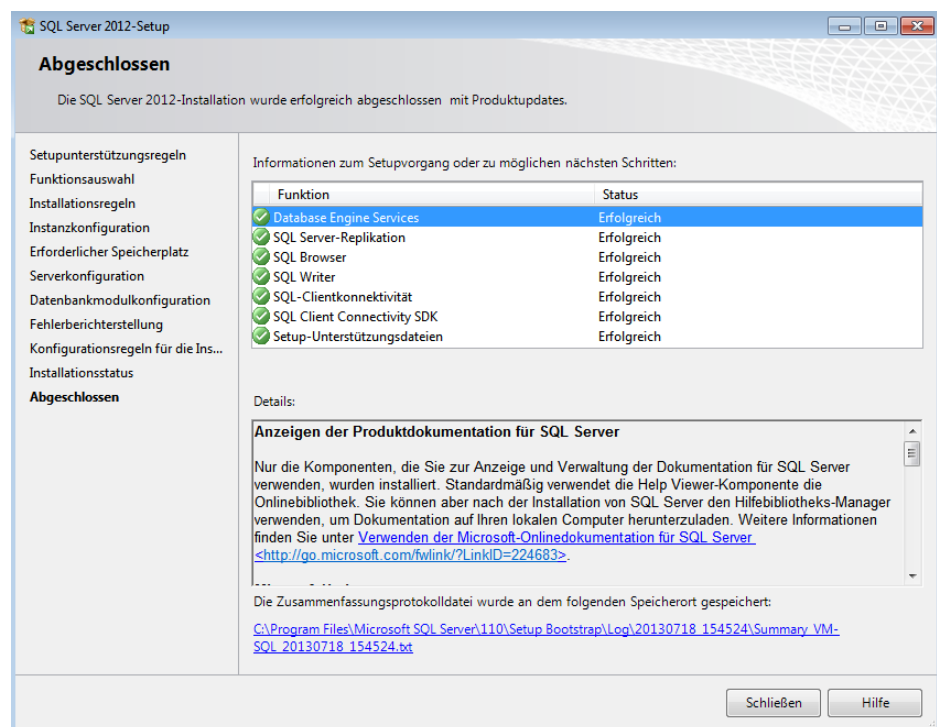 SQL Server 2012-Setup
Abgeschlossen
Die SQL Server 2012-Installation wurde erfolgreich abgeschlossen mit Produktupdates.
Setupunterstützungsregeln
Funktionsauswahl
Installationsregeln
Instanzkonfiguration
Erforderlicher Speicherplatz
Serverkonfiguration
Datenbankmodulkonfiguration
Fehlerberichterstellung
Konfigurationsregeln für die Ins...
Installationsstatus
Abgeschlossen
Informationen zum Setupvorgang oder zu möglichen nächsten Schritten:
Funktion Status
Database Engine Services Erfolgreich
SQL Server-Replikation Erfolgreich
SQL Browser Erfolgreich
SQL Writer Erfolgreich
SQL-Clientkonnektivität Erfolgreich
SQL Client Connectivity SDK Erfolgreich
Setup-Unterstützungsdateien Erfolgreich
Details:
Anzeigen der Produktdokumentation für SQL Server
Nur die Komponenten, die Sie zur Anzeige und Verwaltung der Dokumentation für SQL Server
verwenden, wurden installiert. Standardmäßig verwendet die Help Viewer-Komponente die
Onlinebibliothek. Sie können aber nach der Installation von SQL Server den Hilfebibliotheks-Manager
verwenden, um Dokumentation auf Ihren lokalen Computer herunterzuladen. Weitere Informationen
finden Sie unter Verwenden der Microsoft-Onlinedokumentation für SQL Server
<http://go.microsoft.com/fwlink/?LinkID=224683>.
Die Zusammenfassungsprotokolldatei wurde an dem folgenden Speicherort gespeichert:
C:\Program Files\Microsoft SQL Server\110\Setup Bootstrap\Log\20130718_154524\Summary_VM-
SQL_20130718_154524.txt
Schließen Hilfe